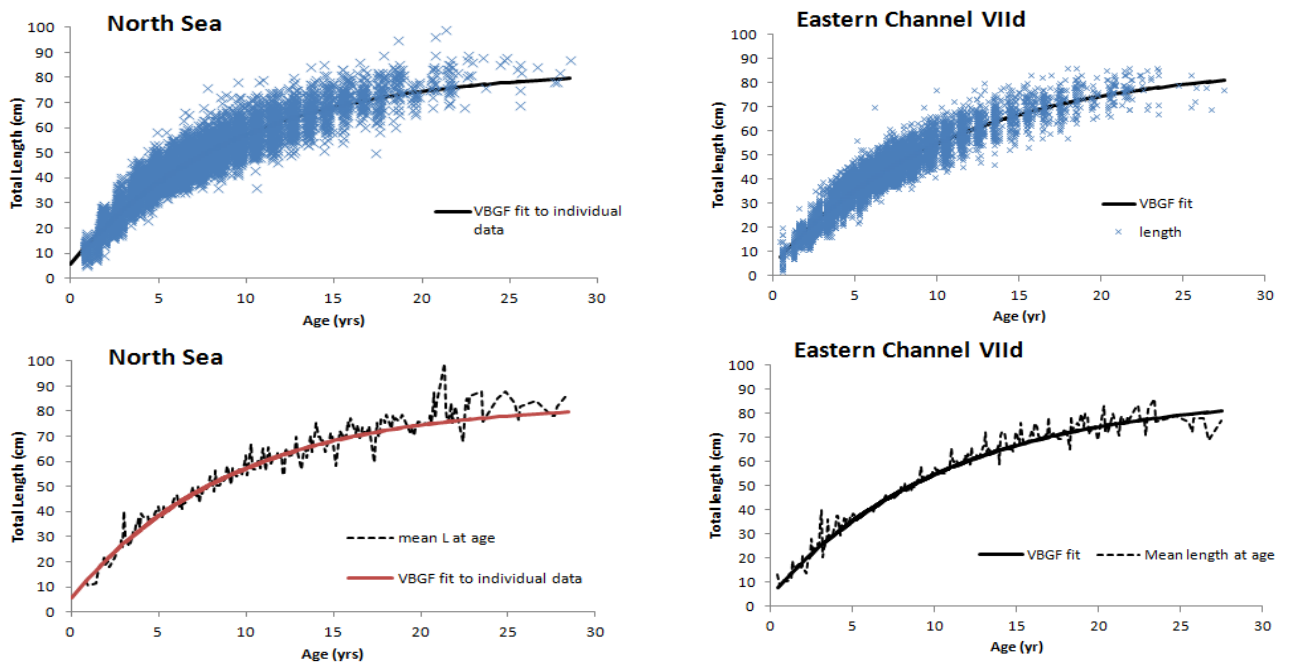 North Sea
Total Length (cm)
100
90
80
70
60
50
40
30
20
10
0
VBGF fit to individual
data
0 5 10 15 20 25 30
Age (yrs)
Eastern Channel VIId
Total length (cm)
100
90
80
70
60
50
40
30
20
10
0
VBGF fit
length
0 5 10 15 20 25 30
Age (yr)
North Sea
Total Length (cm)
100
90
80
70
60
50
40
30
20
10
0
mean L at age
VBGF fit to individual data
0 5 10 15 20 25 30
Age (yrs)
Eastern Channel VIId
Total length (cm)
100
90
80
70
60
50
40
30
20
10
0
VBGF fit Mean length at age
0 5 10 15 20 25 30
Age (yr)